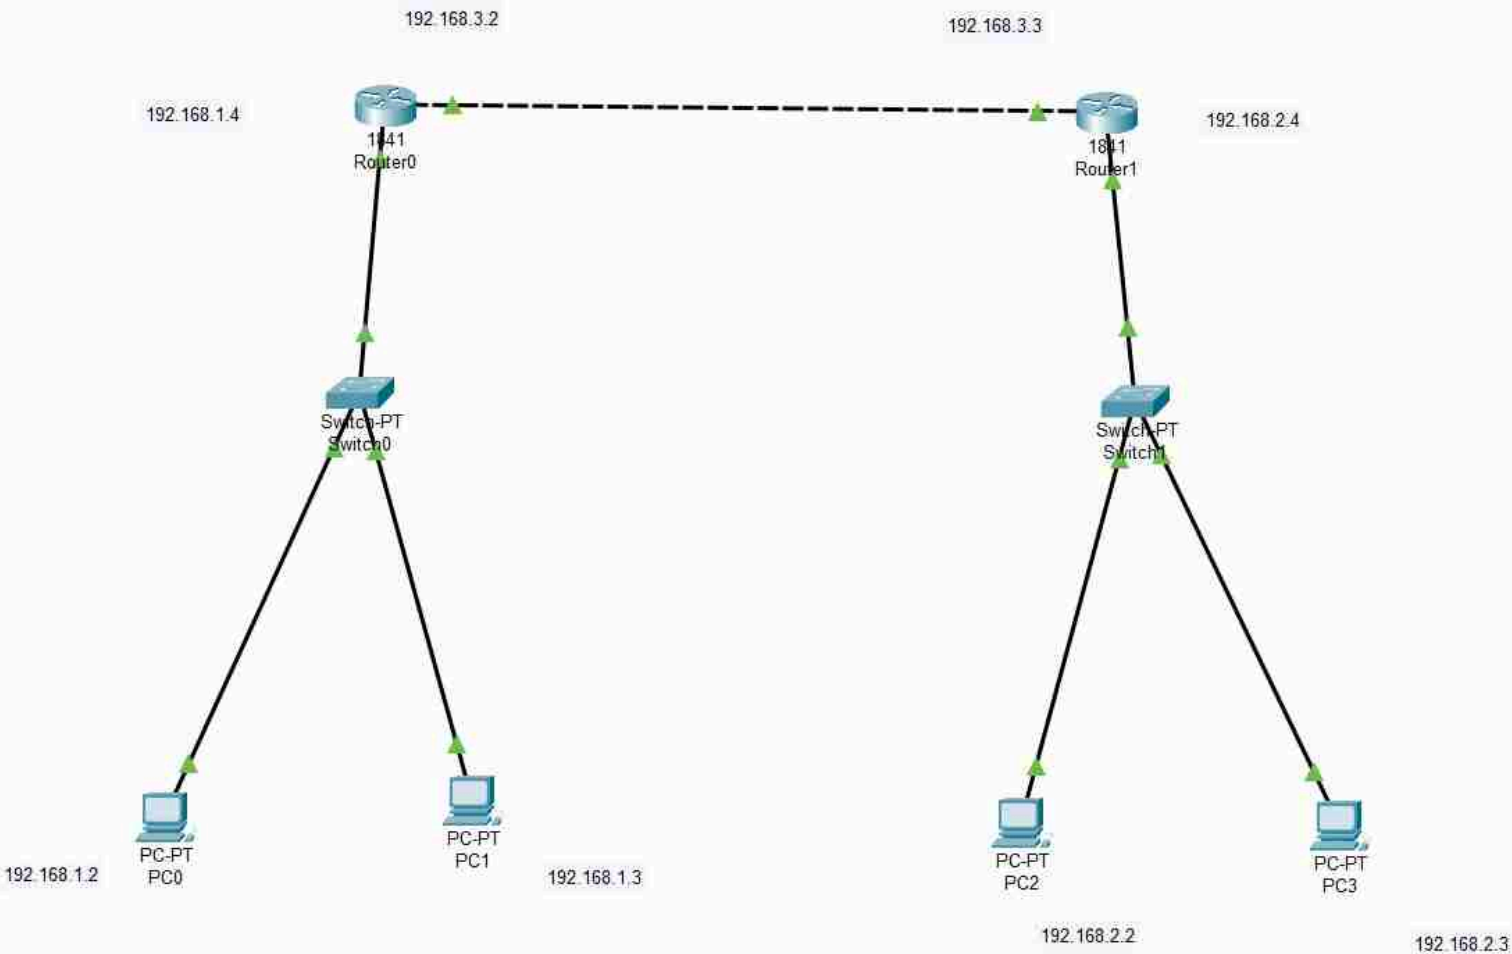 192.168.3.2
192.168.3.3
192.168.1.4
192.168.2.4
1841
Router0
1841
Router1
Switch-PT
Switch0
Switch-PT
Switch1
PC-PT
PC0
PC-PT
PC1
PC-PT
PC2
PC-PT
PC3
192.168.1.2
192.168.1.3
192.168.2.2
192.168.2.3